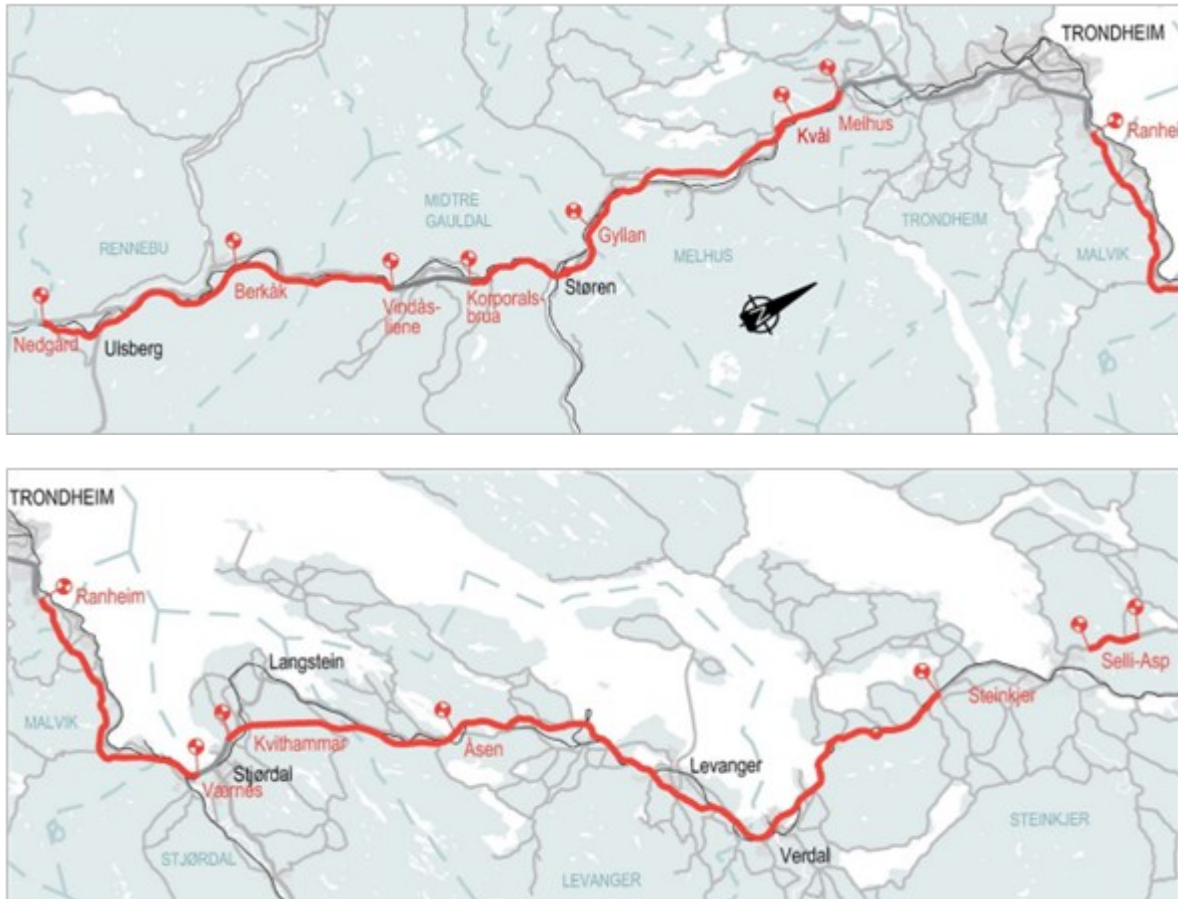 TRONDHEIM
Ranhei
Melhus
Kvål
MIDTRE
GAULDAL
TRONDHEIM
Gyllan
RENNEBU
MELHUS
MALVIK
Berkåk
Støren
Vindås-
liene
Korporals-
brua
Nedgård
Ulsberg
TRONDHEIM
Ranheim
Langstein
Selli-Asp
Steinkjer
MALVIK
Kvithammar
Åsen
Levanger
Stjørdal
Værnes
STEINKJER
Verdal
STJØRDAL
LEVANGER